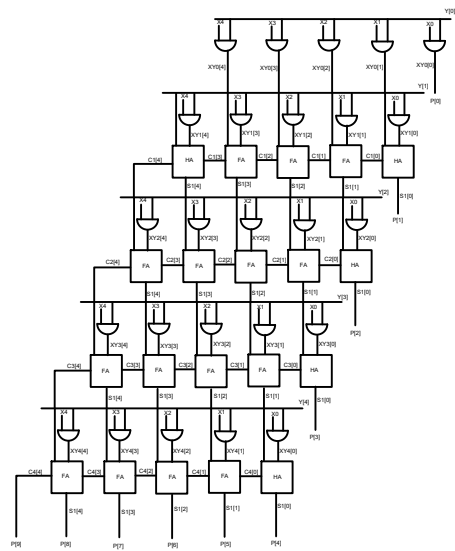 Y[0]
X4 X3 X2 X1 X0
XY0[4] XY0[3] XY0[2] XY0[1] XY0[0]
Y[1]
X4 X3 X2 X1 X0 P[0]
XY1[4] XY1[3] XY1[2] XY1[1] XY1[0]
C1[4] HA C1[3] FA C1[2] FA C1[1] FA C1[0] HA
S1[4] S1[3] S1[2] S1[1] S1[0]
Y[2]
X4 X3 X2 X1 X0 P[1]
XY2[4] XY2[3] XY2[2] XY2[1] XY2[0]
C2[4] FA C2[3] FA C2[2] FA C2[1] FA C2[0] HA
S1[4] S1[3] S1[2] S1[1] S1[0]
Y[3]
X4 X3 X2 X1 X0 P[2]
XY3[4] XY3[3] XY3[2] XY3[1] XY3[0]
C3[4] FA C3[3] FA C3[2] FA C3[1] FA C3[0] HA
S1[4] S1[3] S1[2] S1[1] S1[0]
Y[4]
X4 X3 X2 X1 X0 P[3]
XY4[4] XY4[3] XY4[2] XY4[1] XY4[0]
C4[4] FA C4[3] FA C4[2] FA C4[1] FA C4[0] HA
S1[4] S1[3] S1[2] S1[1] S1[0]
P[9] P[8] P[7] P[6] P[5] P[4]